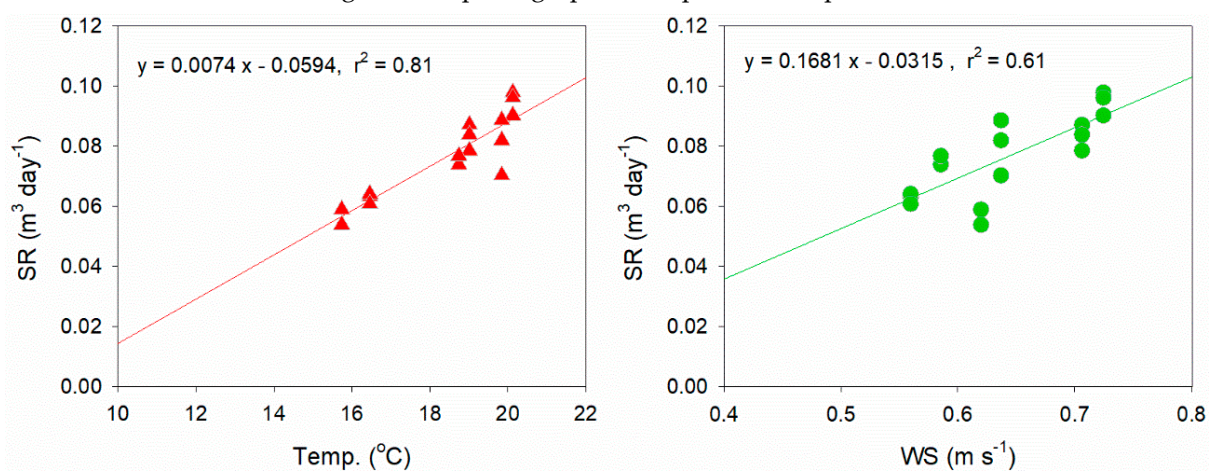 0.12
y = 0.0074 x - 0.0594, r² = 0.81
0.10
0.08
0.06
0.04
0.02
0.00
SR (m³ day⁻¹)
10 12 14 16 18 20 22
Temp. (°C)
0.12
y = 0.1681 x - 0.0315 , r² = 0.61
0.10
0.08
0.06
0.04
0.02
0.00
SR (m³ day⁻¹)
0.4 0.5 0.6 0.7 0.8
WS (m s⁻¹)